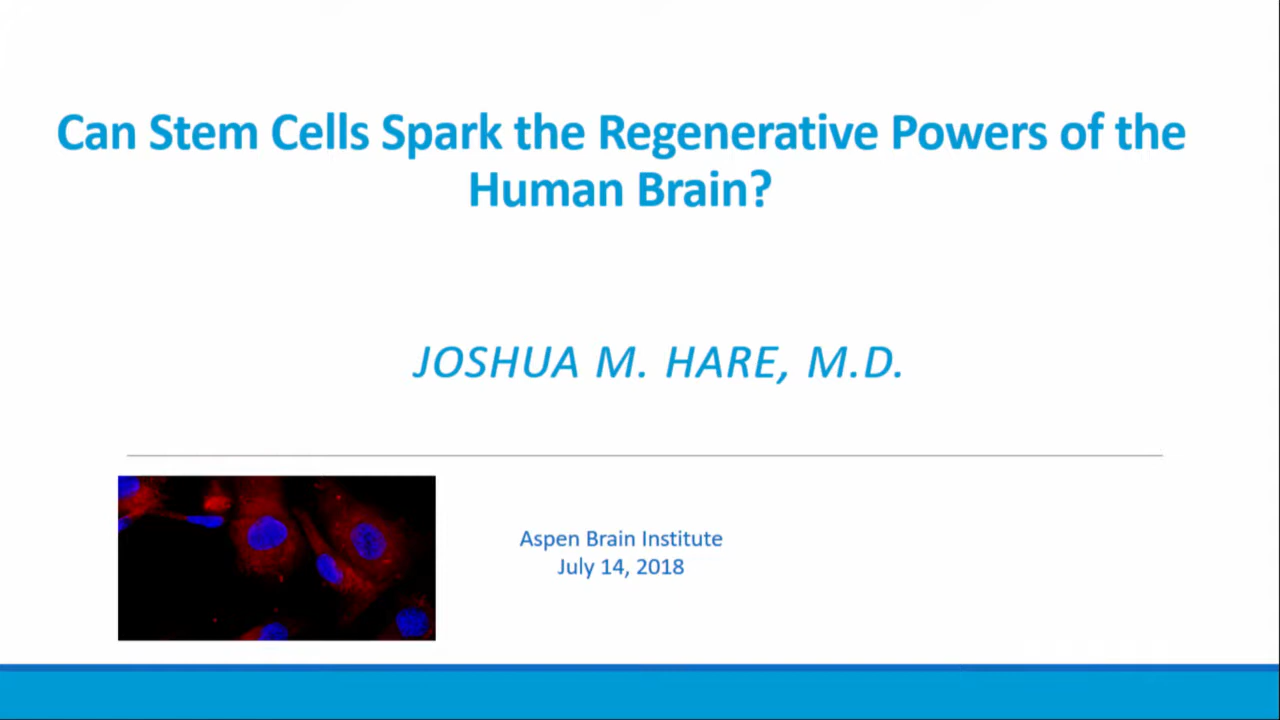 Can Stem Cells Spark the Regenerative Powers of the
Human Brain?
JOSHUA M. HARE, M.D.
Aspen Brain Institute
July 14, 2018